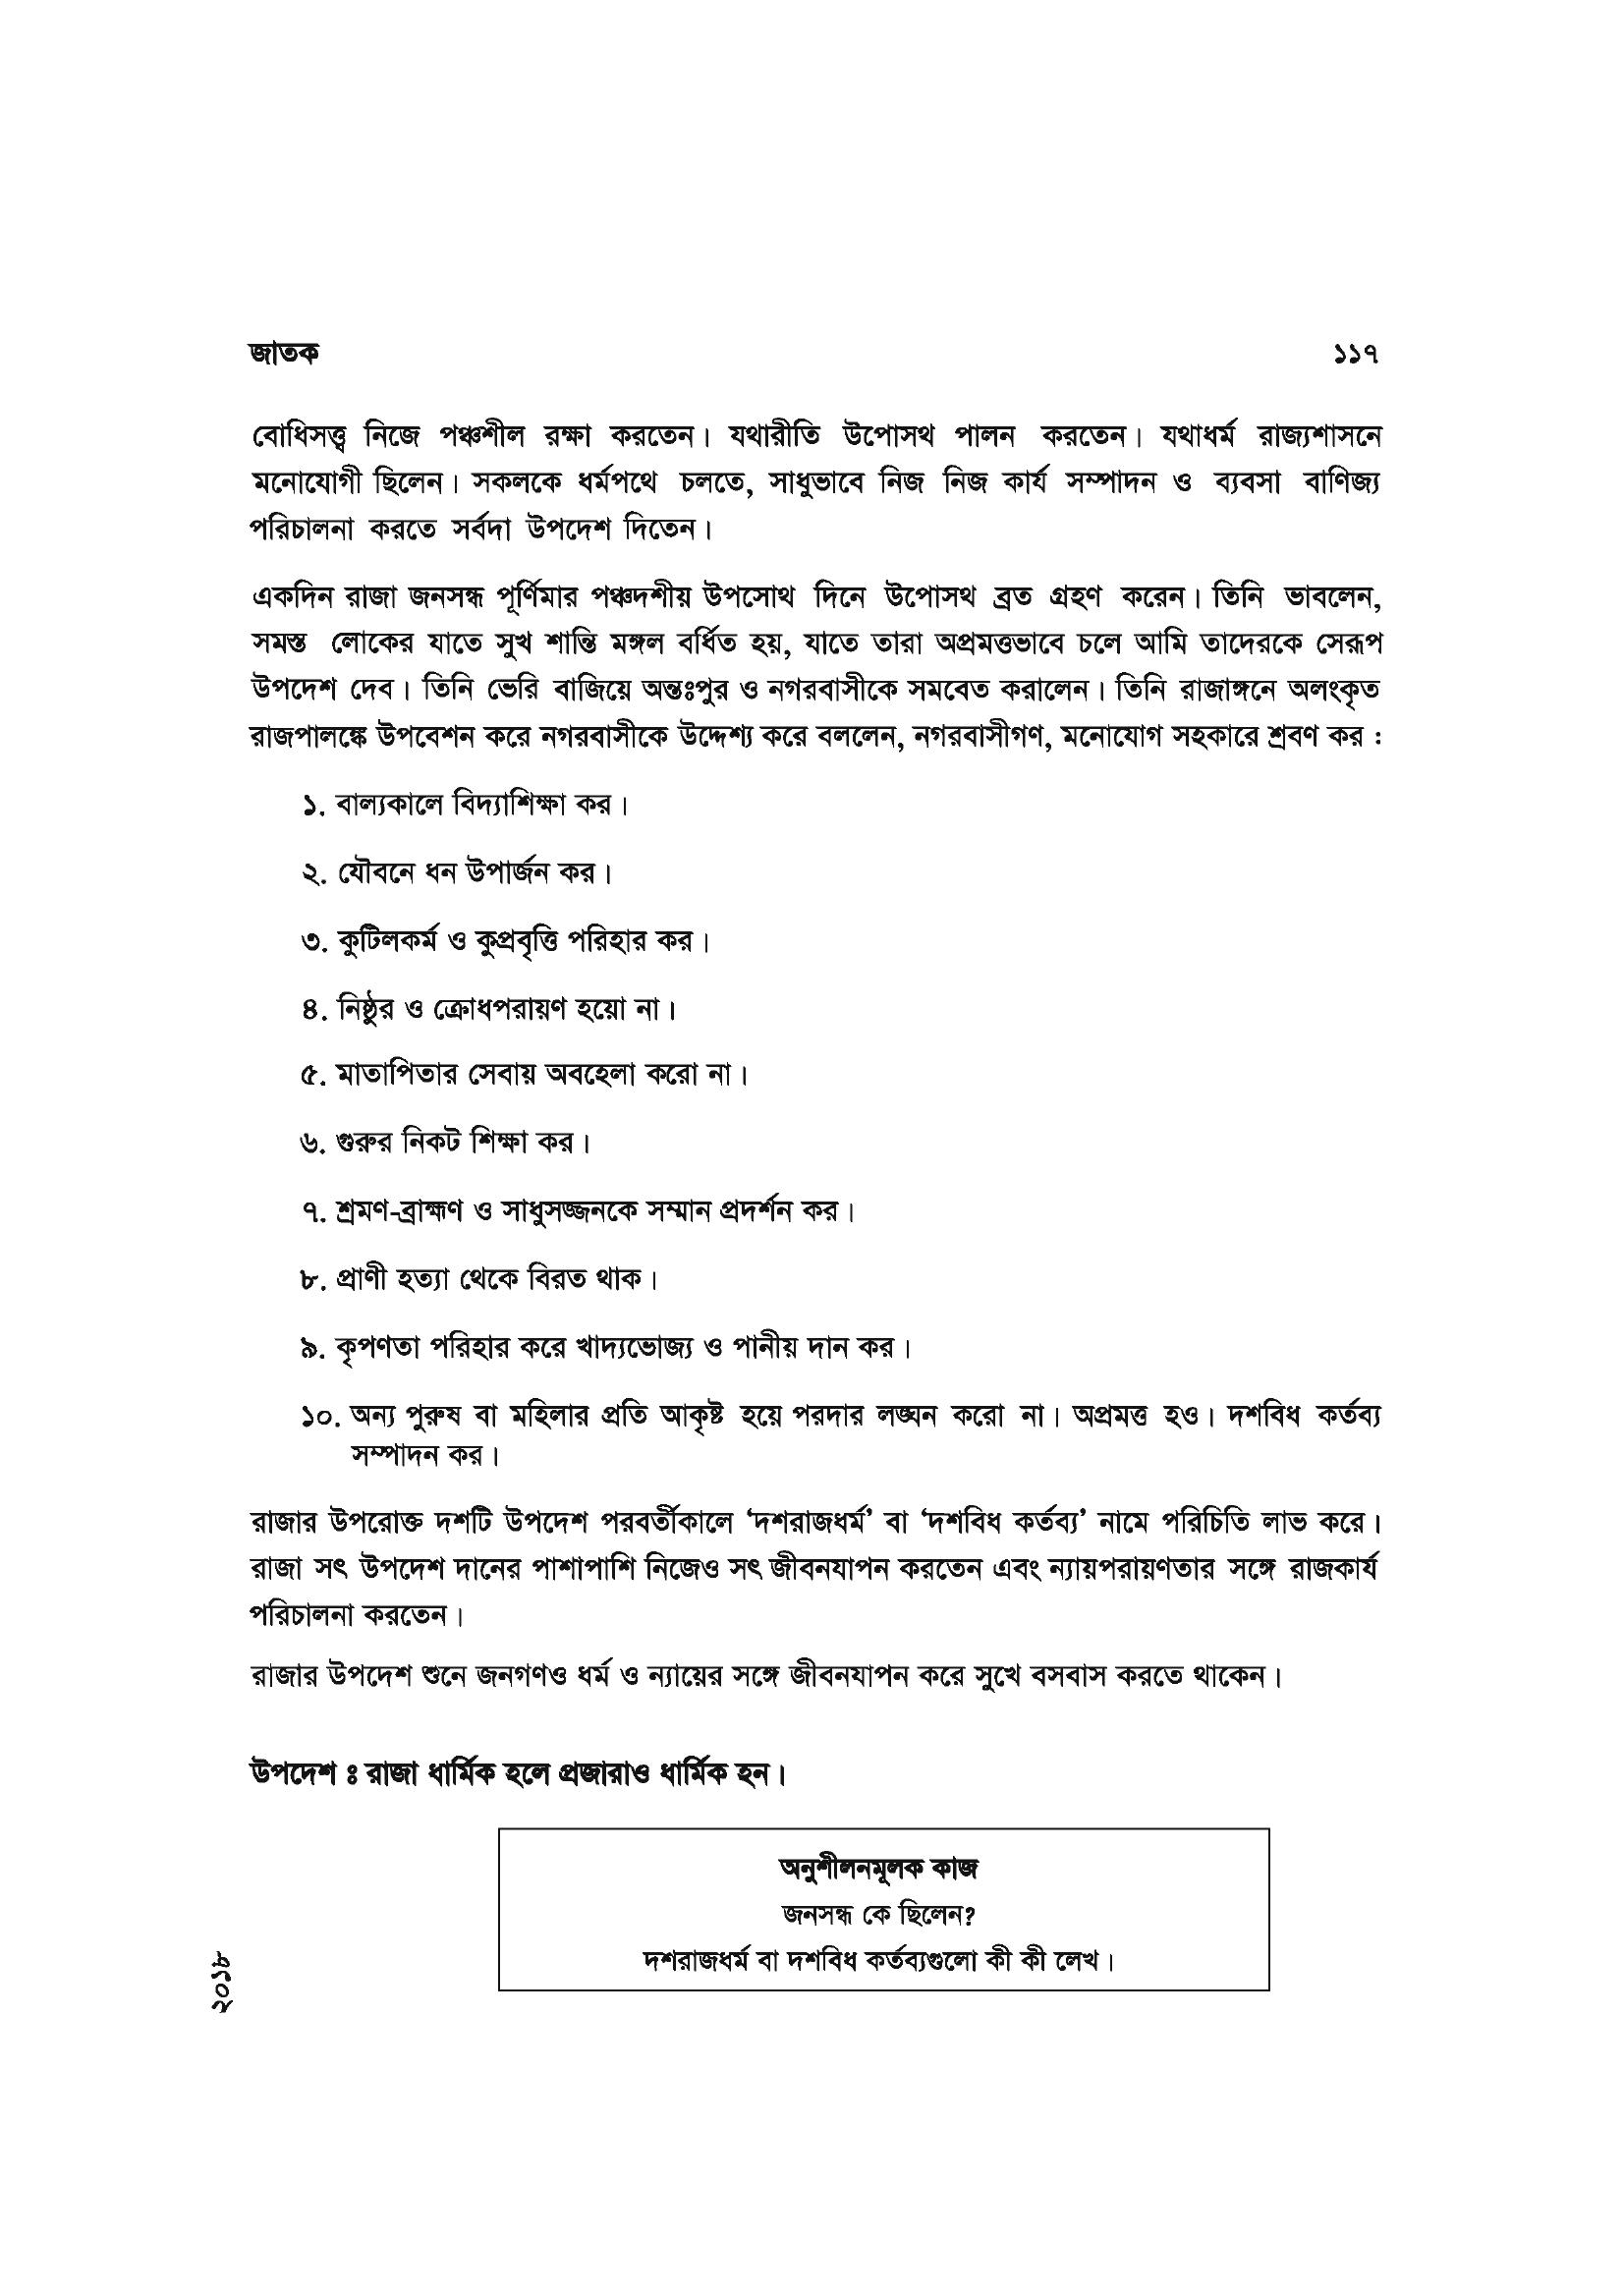 জাতক ১১৭
বোধিসত্ত্ব নিজে পঞ্চশীল রক্ষা করতেন। যথারীতি উপোসথ পালন করতেন। যথাধর্ম রাজ্যশাসনে
মনোযোগী ছিলেন। সকলকে ধর্মপথে চলতে, সাধুভাবে নিজ নিজ কার্য সম্পাদন ও ব্যবসা বাণিজ্য
পরিচালনা করতে সর্বদা উপদেশ দিতেন।
একদিন রাজা জনসন্ধ পূর্ণিমার পঞ্চদশীয় উপসোথ দিনে উপোসথ ব্রত গ্রহণ করেন। তিনি ভাবলেন,
সমস্ত লোকের যাতে সুখ শান্তি মঙ্গল বর্ধিত হয়, যাতে তারা অপ্রমত্তভাবে চলে আমি তাদেরকে সেরূপ
উপদেশ দেব। তিনি ভেরি বাজিয়ে অন্তঃপুর ও নগরবাসীকে সমবেত করালেন। তিনি রাজাঙ্গনে অলংকৃত
রাজপালঙ্কে উপবেশন করে নগরবাসীকে উদ্দেশ্য করে বললেন, নগরবাসীগণ, মনোযোগ সহকারে শ্রবণ কর :
১. বাল্যকালে বিদ্যাশিক্ষা কর।
২. যৌবনে ধন উপার্জন কর।
৩. কুটিলকর্ম ও কুপ্রবৃত্তি পরিহার কর।
৪. নিষ্ঠুর ও ক্রোধপরায়ণ হয়ো না।
৫. মাতাপিতার সেবায় অবহেলা করো না।
৬. গুরুর নিকট শিক্ষা কর।
৭. শ্রমণ-ব্রাহ্মণ ও সাধুসজ্জনকে সম্মান প্রদর্শন কর।
৮. প্রাণী হত্যা থেকে বিরত থাক।
৯. কৃপণতা পরিহার করে খাদ্যভোজ্য ও পানীয় দান কর।
১০. অন্য পুরুষ বা মহিলার প্রতি আকৃষ্ট হয়ে পরদার লঙ্ঘন করো না। অপ্রমত্ত হও। দশবিধ কর্তব্য
সম্পাদন কর।
রাজার উপরোক্ত দশটি উপদেশ পরবর্তীকালে ‘দশরাজধর্ম’ বা ‘দশবিধ কর্তব্য’ নামে পরিচিতি লাভ করে।
রাজা সৎ উপদেশ দানের পাশাপাশি নিজেও সৎ জীবনযাপন করতেন এবং ন্যায়পরায়ণতার সঙ্গে রাজকার্য
পরিচালনা করতেন।
রাজার উপদেশ শুনে জনগণও ধর্ম ও ন্যায়ের সঙ্গে জীবনযাপন করে সুখে বসবাস করতে থাকেন।
উপদেশ ঃ রাজা ধার্মিক হলে প্রজারাও ধার্মিক হন।
অনুশীলনমূলক কাজ
জনসন্ধ কে ছিলেন?
দশরাজধর্ম বা দশবিধ কর্তব্যগুলো কী কী লেখ।
২০১৮